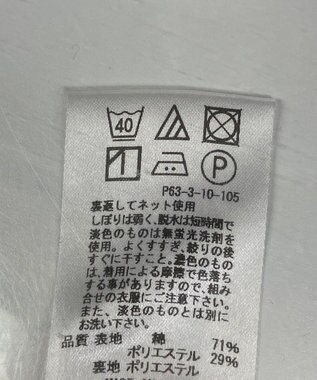 40
P
P63-3-10-105
裏返してネット使用
しぼりは弱く、脱水は短時間で
淡色のものは無蛍光洗剤を
使用。よくすすぎ、絞りの後
すぐに干すこと。濃色のもの
は、着用による摩擦で色落ち
する事がありますので、組み
合せの衣服にご注意下さい。
また、淡色のものとは別に
お洗い下さい。
品質 表地 綿 71%
ポリエステル 29%
裏地 ポリエステル